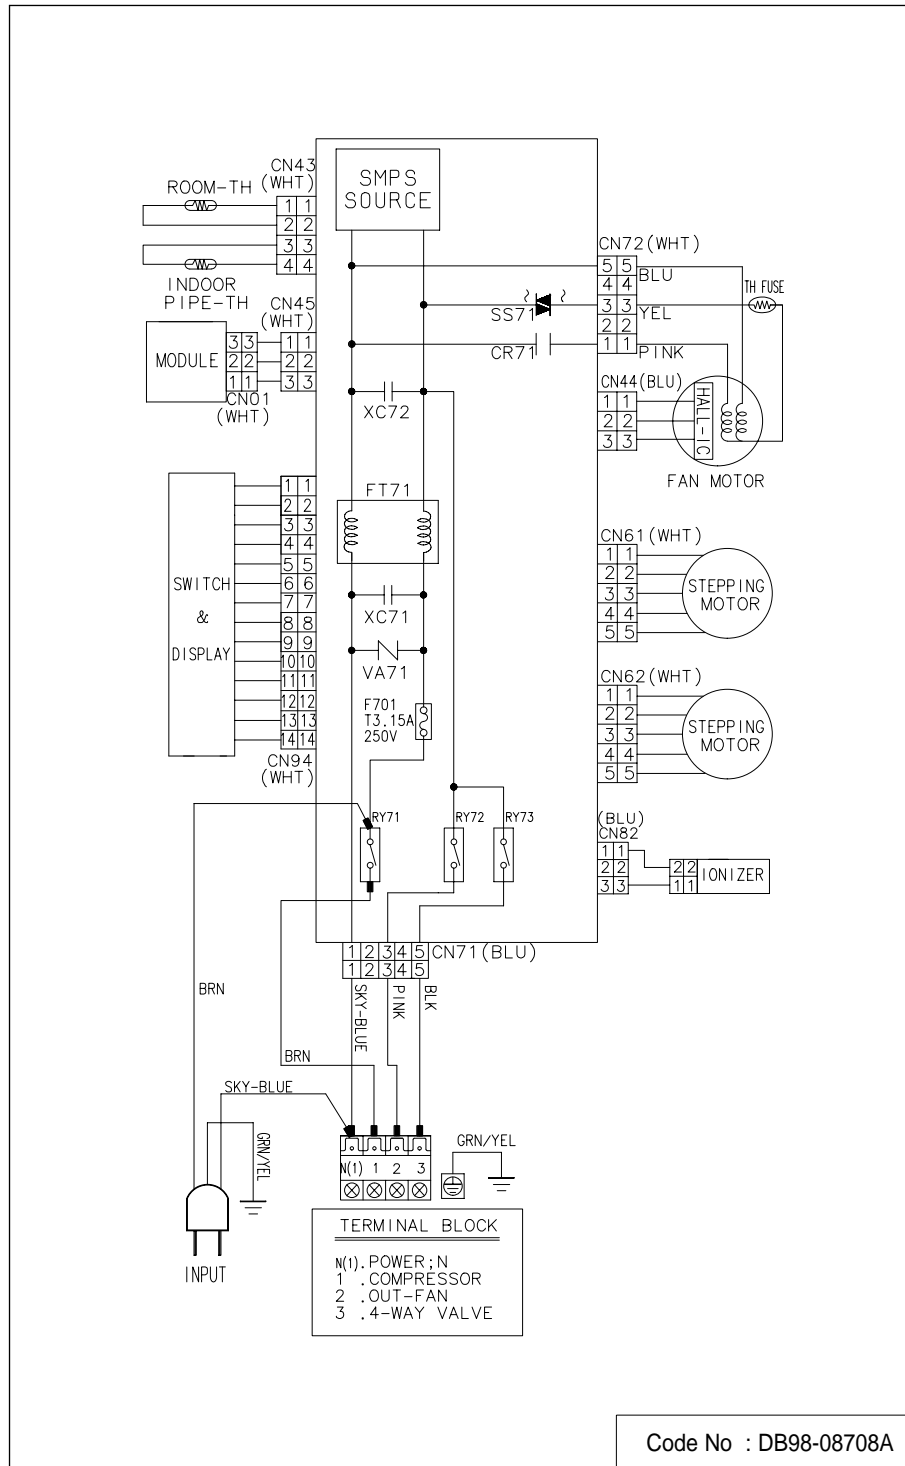 CN43
(WHT)
ROOM-TH
1 1
2 2
3 3
4 4
INDOOR
PIPE-TH
SMPS
SOURCE
CN45
(WHT)
MODULE
3 3
2 2
1 1
1 1
2 2
3 3
CN01
(WHT)
CN72(WHT)
5 5
BLU
4 4
3 3
YEL
2 2
1 1
PINK
TH FUSE
SS71
CR71
CN44(BLU)
1 1
2 2
3 3
HALL-IC
FAN MOTOR
XC72
FT71
XC71
VA71
F701
T3.15A
250V
SWITCH
&
DISPLAY
1 1
2 2
3 3
4 4
5 5
6 6
7 7
8 8
9 9
10 10
11 11
12 12
13 13
14 14
CN94
(WHT)
CN61(WHT)
1 1
2 2
3 3
4 4
5 5
STEPPING
MOTOR
CN62(WHT)
1 1
2 2
3 3
4 4
5 5
STEPPING
MOTOR
RY71
RY72
RY73
(BLU)
CN82
1 1
2 2
3 3
2 2
1 1
IONIZER
1 2 3 4 5
1 2 3 4 5
CN71(BLU)
BRN
SKY-BLUE
PINK
BLK
BRN
SKY-BLUE
GRN/YEL
GRN/YEL
N(1) 1 2 3
INPUT
TERMINAL BLOCK
N(1).POWER;N
1 .COMPRESSOR
2 .OUT-FAN
3 .4-WAY VALVE
Code No : DB98-08708A